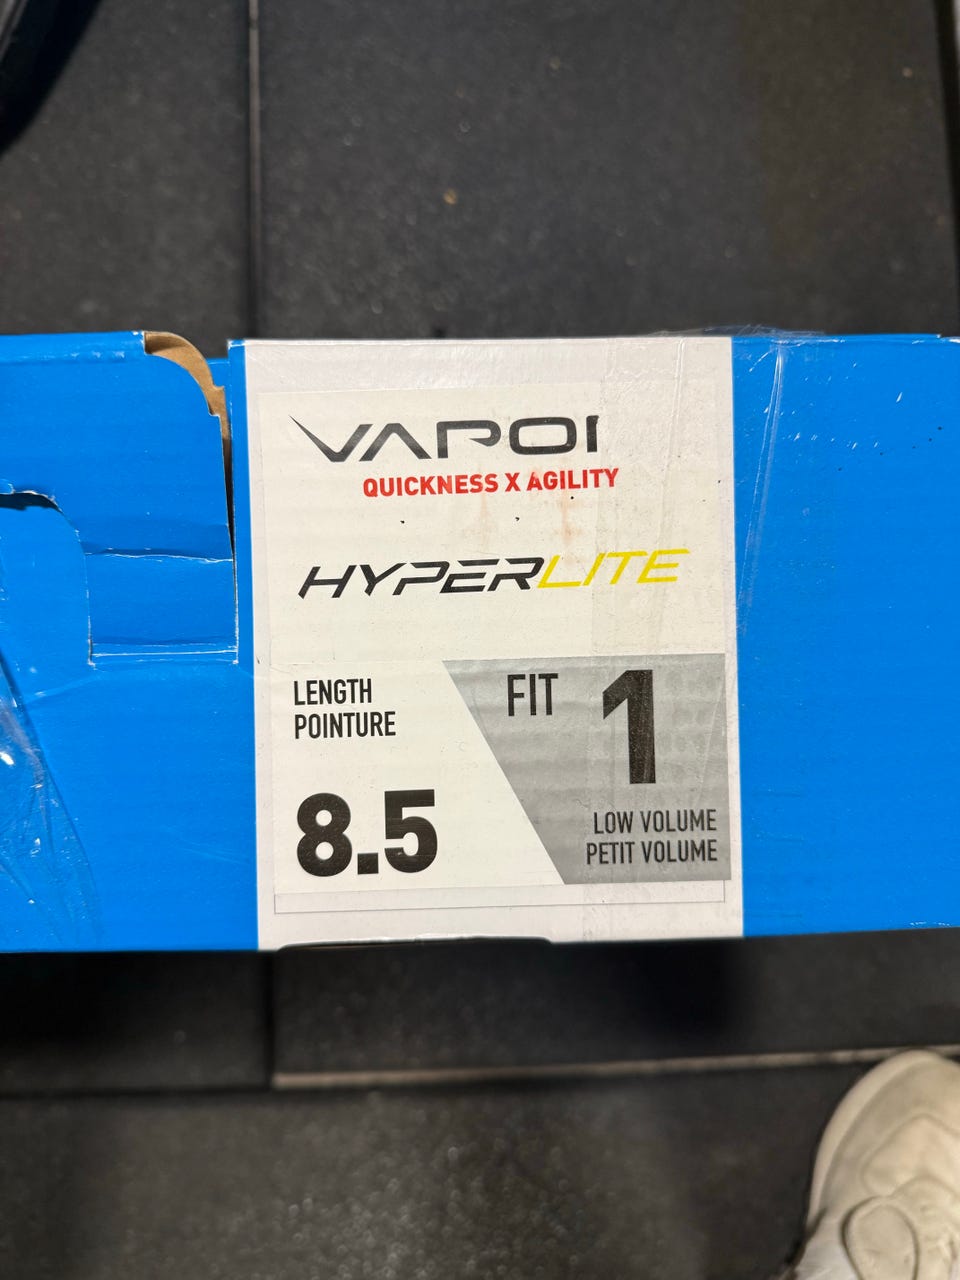 VAPOR
QUICKNESS X AGILITY
HYPERLITE
LENGTH
POINTURE
8.5
FIT 1
LOW VOLUME
PETIT VOLUME